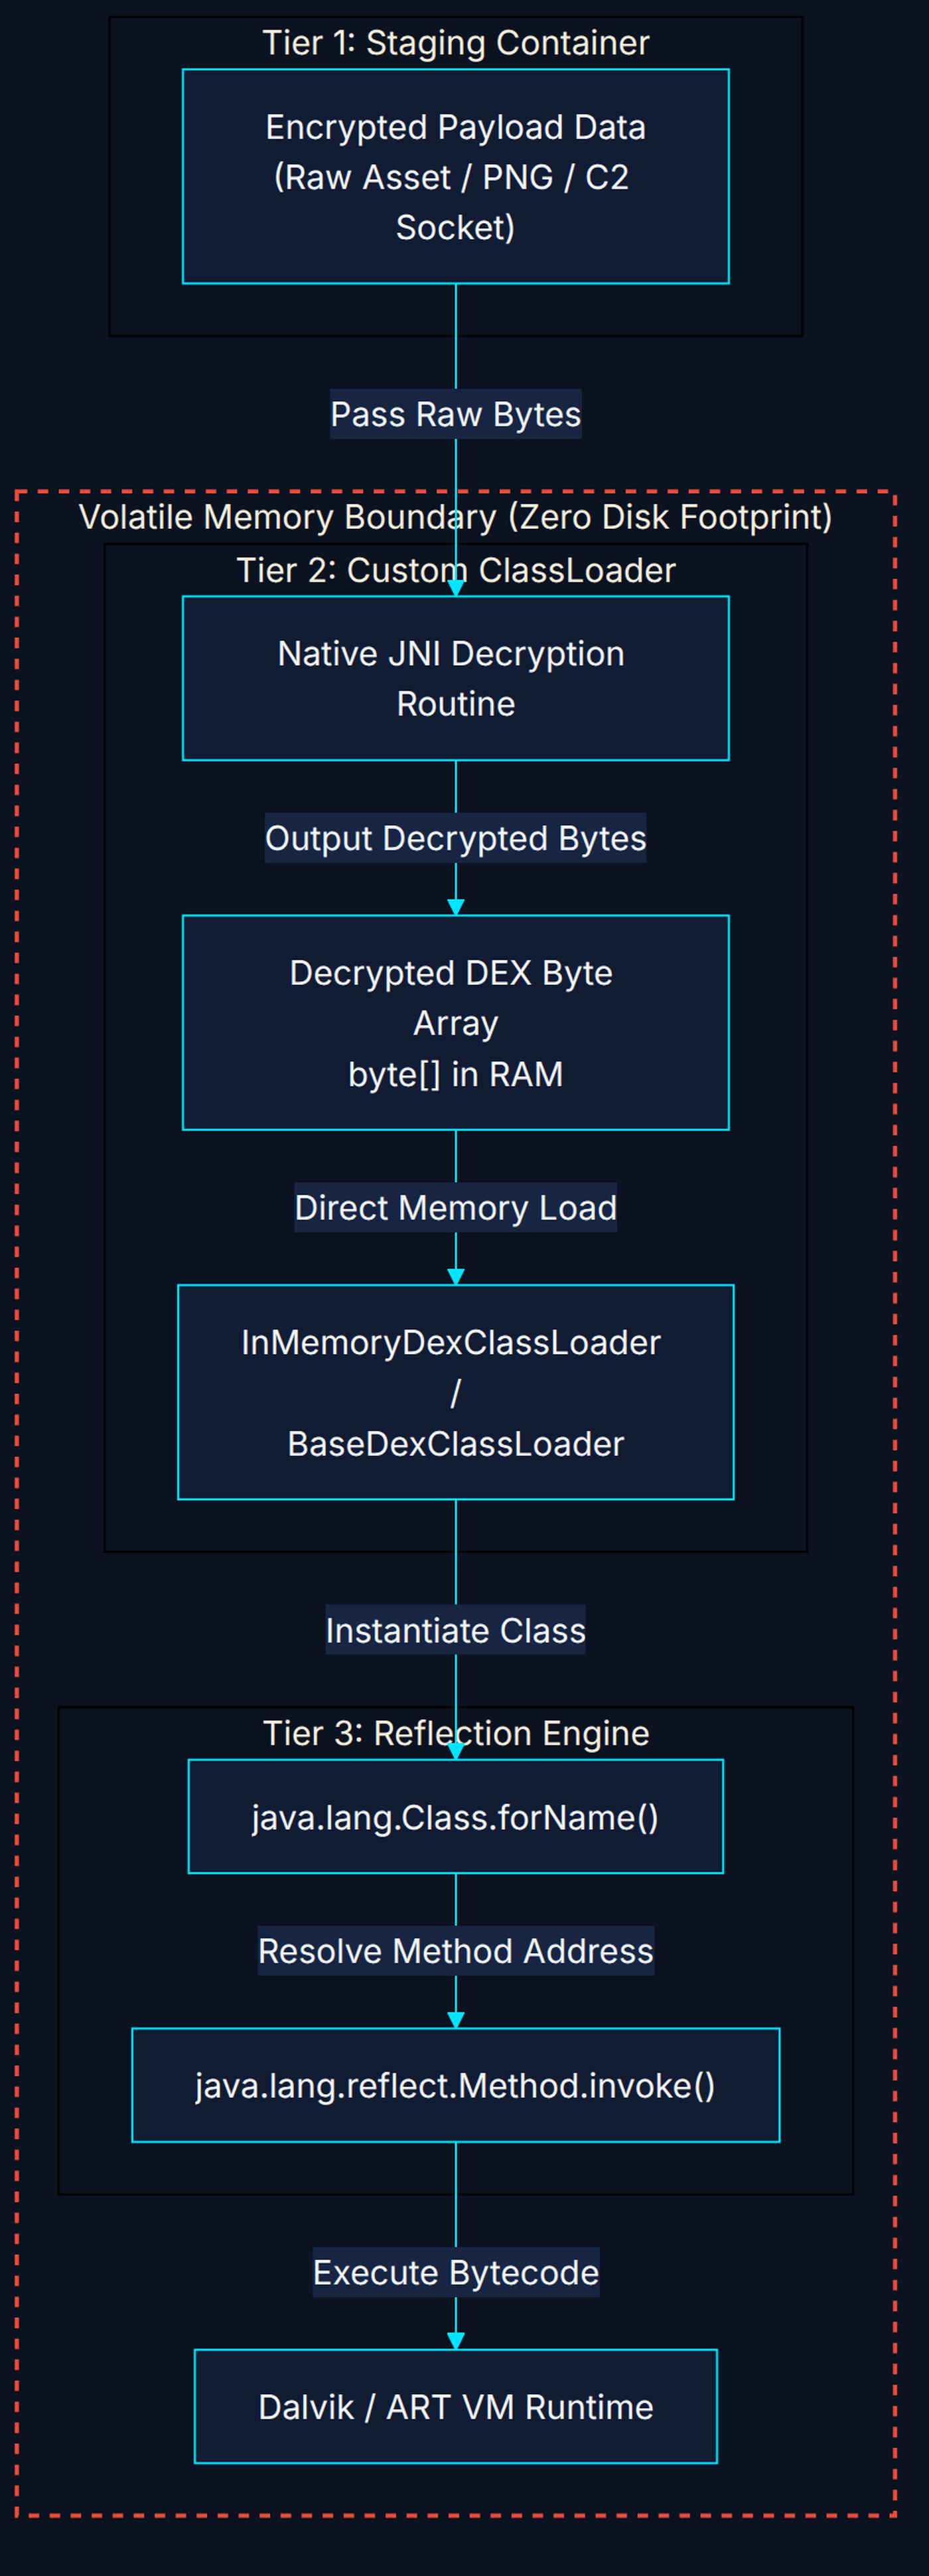 Tier 1: Staging Container
Encrypted Payload Data
(Raw Asset / PNG / C2
Socket)
Pass Raw Bytes
Volatile Memory Boundary (Zero Disk Footprint)
Tier 2: Custom ClassLoader
Native JNI Decryption
Routine
Output Decrypted Bytes
Decrypted DEX Byte
Array
byte[] in RAM
Direct Memory Load
InMemoryDexClassLoader
/
BaseDexClassLoader
Instantiate Class
Tier 3: Reflection Engine
java.lang.Class.forName()
Resolve Method Address
java.lang.reflect.Method.invoke()
Execute Bytecode
Dalvik / ART VM Runtime